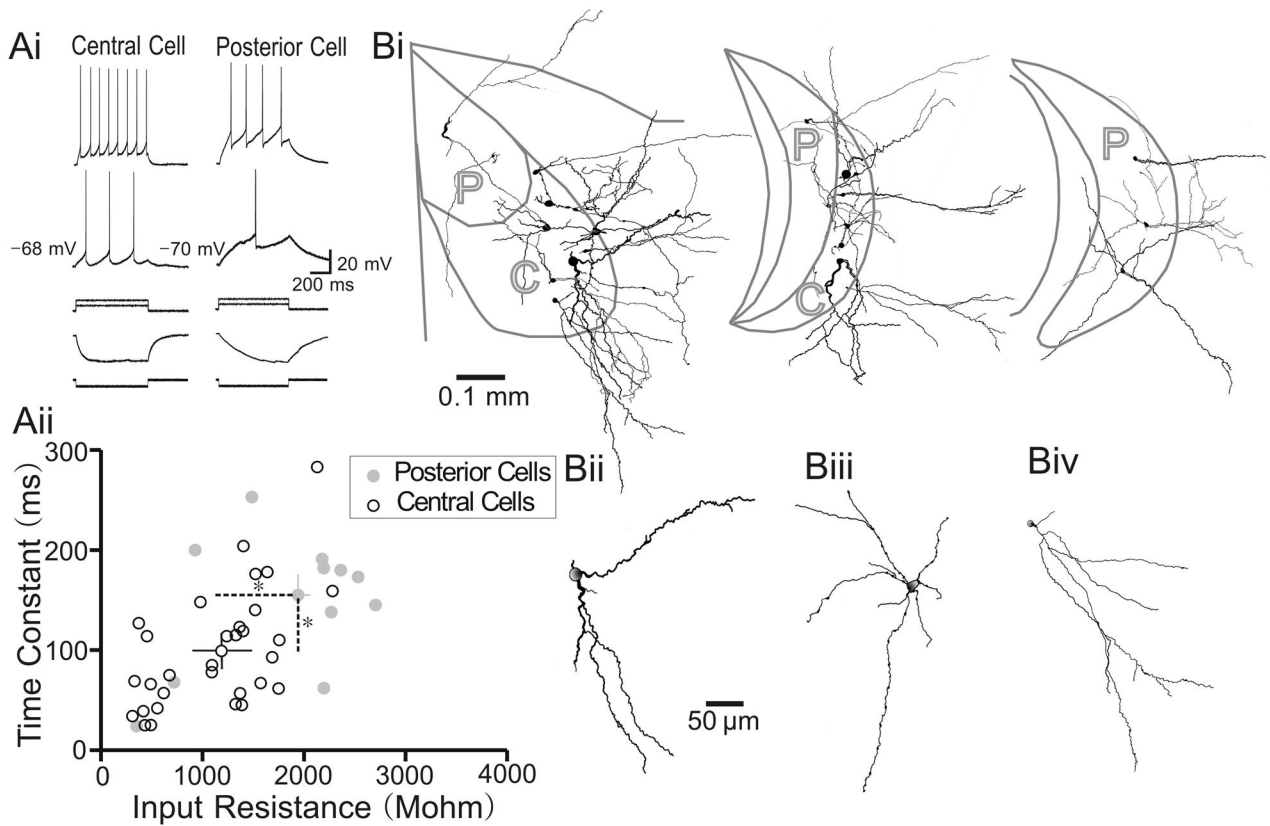 Ai
Central Cell
Posterior Cell
−68 mV
−70 mV
20 mV
200 ms
Bi
P
C
P
C
P
0.1 mm
Aii
Time Constant (ms)
300
200
100
0
0
1000
2000
3000
4000
Input Resistance (Mohm)
Posterior Cells
Central Cells
*
*
Bii
Biii
Biv
50 µm